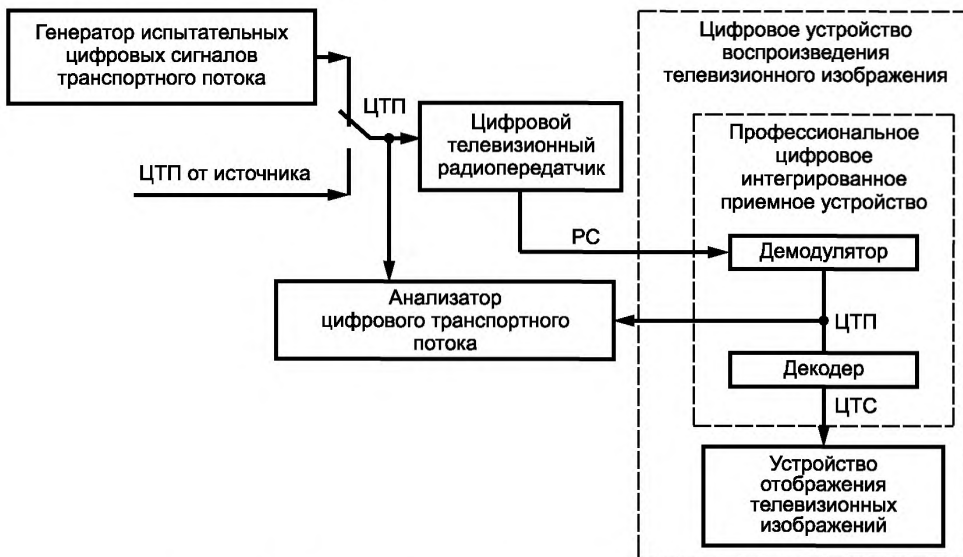 Генератор испытательных
цифровых сигналов
транспортного потока
ЦТП
ЦТП от источника
Цифровой
телевизионный
радиопередатчик
РС
Анализатор
цифрового транспортного
потока
Цифровое устройство
воспроизведения
телевизионного изображения
Профессиональное
цифровое
интегрированное
приемное устройство
Демодулятор
ЦТП
Декодер
ЦТС
Устройство
отображения
телевизионных
изображений